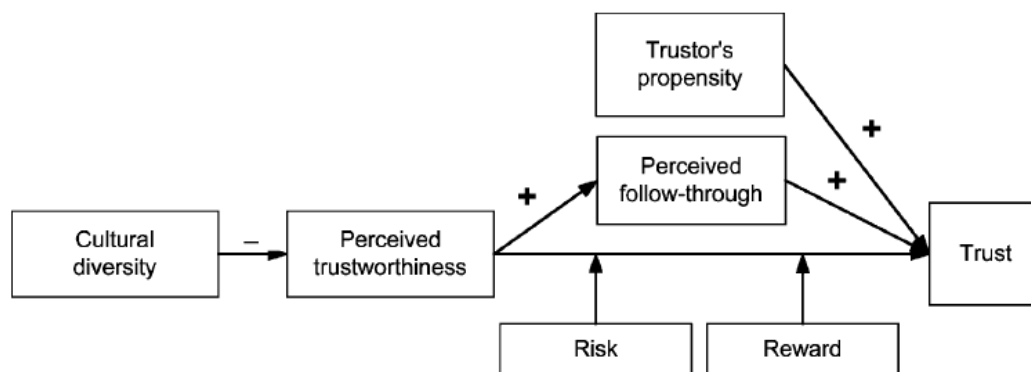 Trustor's
propensity
+
Perceived
follow-through
+
+
Cultural
diversity
–
Perceived
trustworthiness
Trust
Risk
Reward